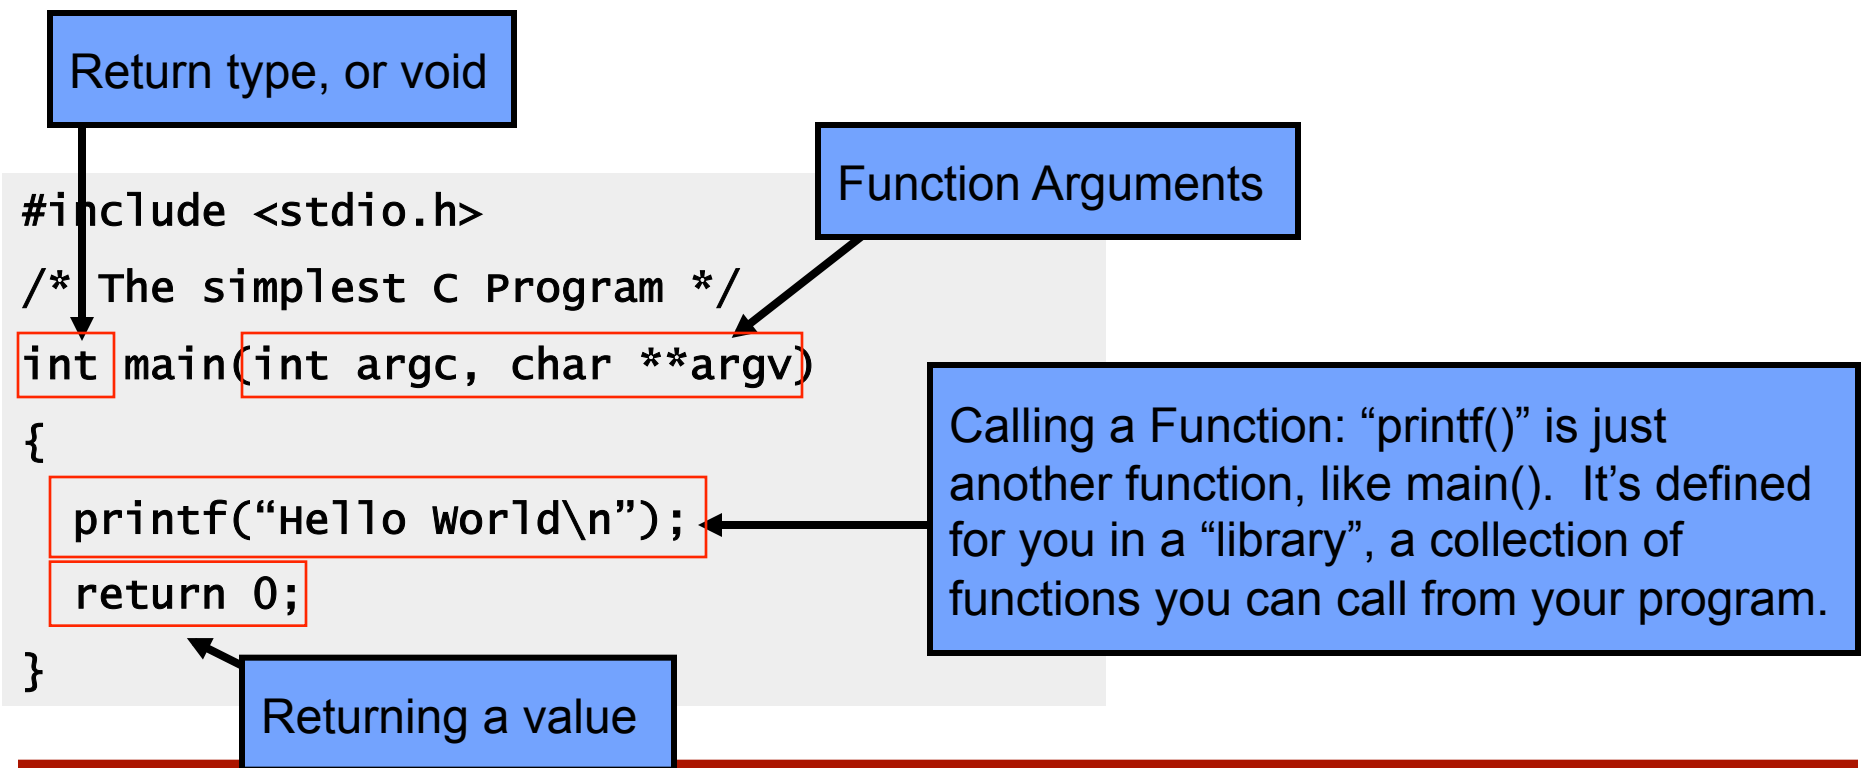 Return type, or void
Function Arguments
#include <stdio.h>
/* The simplest C Program */
int main(int argc, char **argv)
{
printf(“Hello World\n”);
return 0;
}
Calling a Function: “printf()” is just
another function, like main().  It’s defined
for you in a “library”, a collection of
functions you can call from your program.
Returning a value